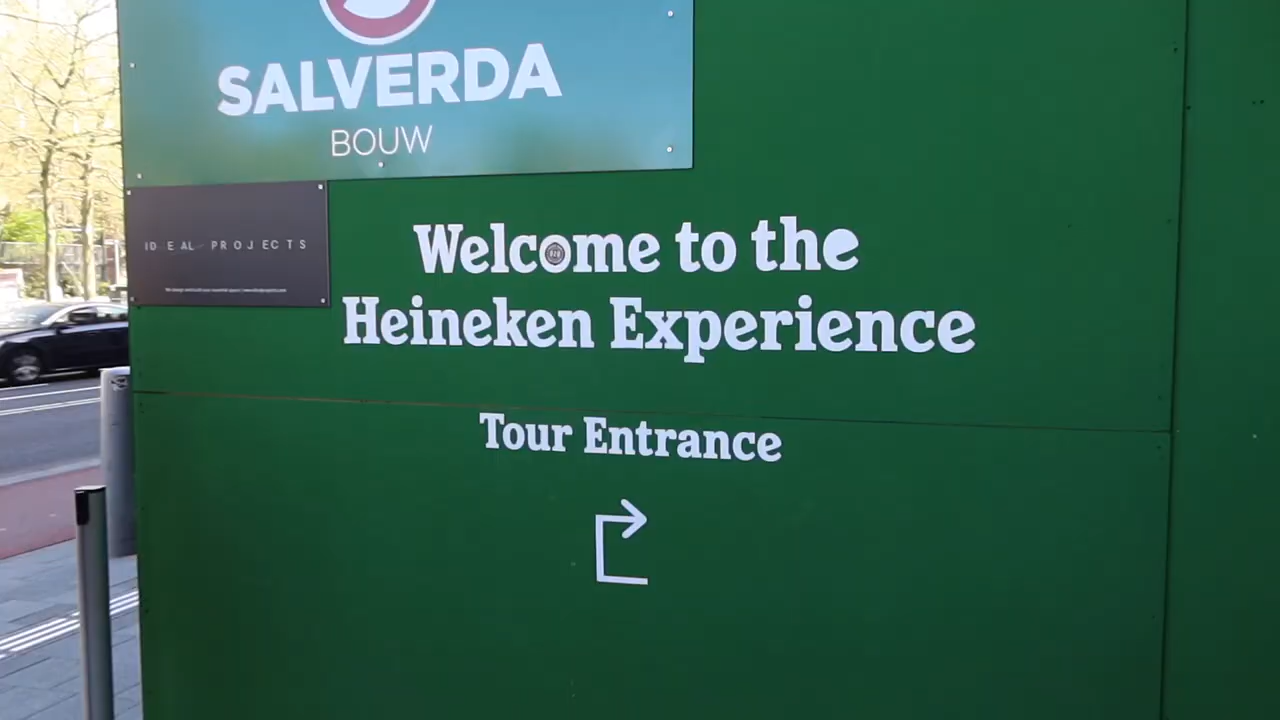 SALVERDA
BOUW
IDEAL PROJECTS
Welcome to the
Heineken Experience
Tour Entrance